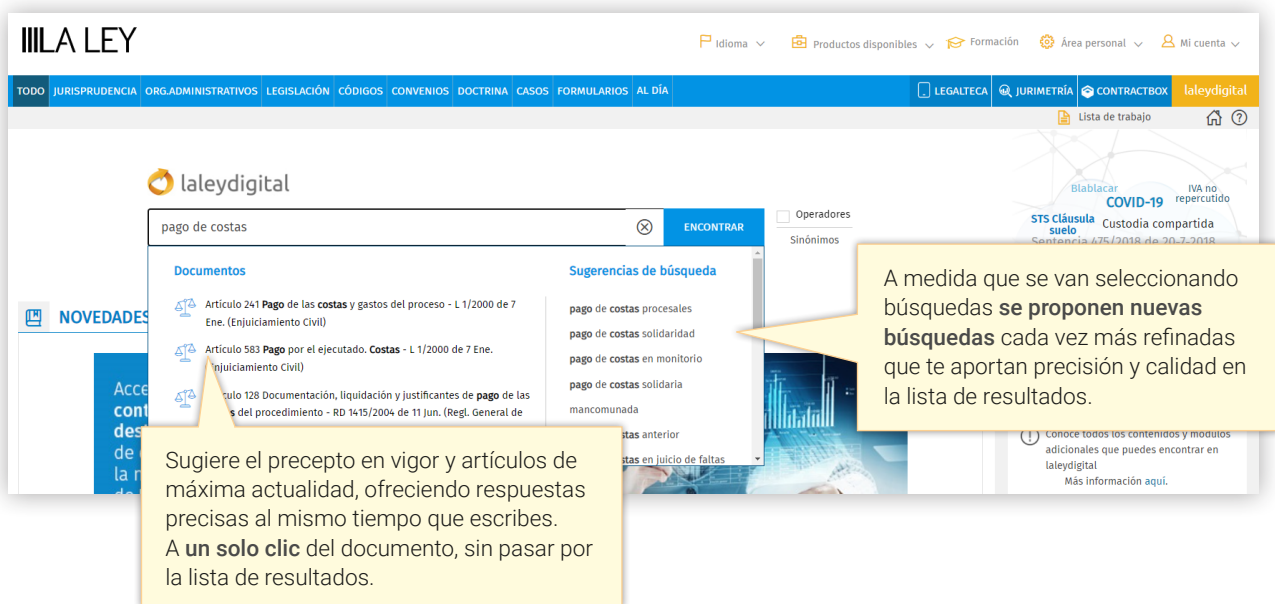 LA LEY
Idioma
Productos disponibles
Formación
Área personal
Mi cuenta
TODO JURISPRUDENCIA ORG.ADMINISTRATIVOS LEGISLACIÓN CÓDIGOS CONVENIOS DOCTRINA CASOS FORMULARIOS AL DÍA
LEGALTECA JURIMETRÍA CONTRACTBOX laleydigital
Lista de trabajo
laleydigital
pago de costas
ENCONTRAR
Operadores
Sinónimos
Blablacar
IVA no
repercutido
COVID-19
STS Cláusula
suelo
Custodia compartida
Sentencia 475/2018 de 20-7-2018
Documentos
Artículo 241 Pago de las costas y gastos del proceso - L 1/2000 de 7
Ene. (Enjuiciamiento Civil)
Artículo 583 Pago por el ejecutado. Costas - L 1/2000 de 7 Ene.
njuiciamiento Civil)
ulo 128 Documentación, liquidación y justificantes de pago de las
s del procedimiento - RD 1415/2004 de 11 Jun. (Regl. General de
Sugerencias de búsqueda
pago de costas procesales
pago de costas solidaridad
pago de costas en monitorio
pago de costas solidaria
mancomunada
stas anterior
stas en juicio de faltas
NOVEDADES
Acce
cont
des
de
la r
A medida que se van seleccionando
búsquedas se proponen nuevas
búsquedas cada vez más refinadas
que te aportan precisión y calidad en
la lista de resultados.
Conoce todos los contenidos y modulos
adicionales que puedes encontrar en
laleydigital
Más información aquí.
Sugiere el precepto en vigor y artículos de
máxima actualidad, ofreciendo respuestas
precisas al mismo tiempo que escribes.
A un solo clic del documento, sin pasar por
la lista de resultados.